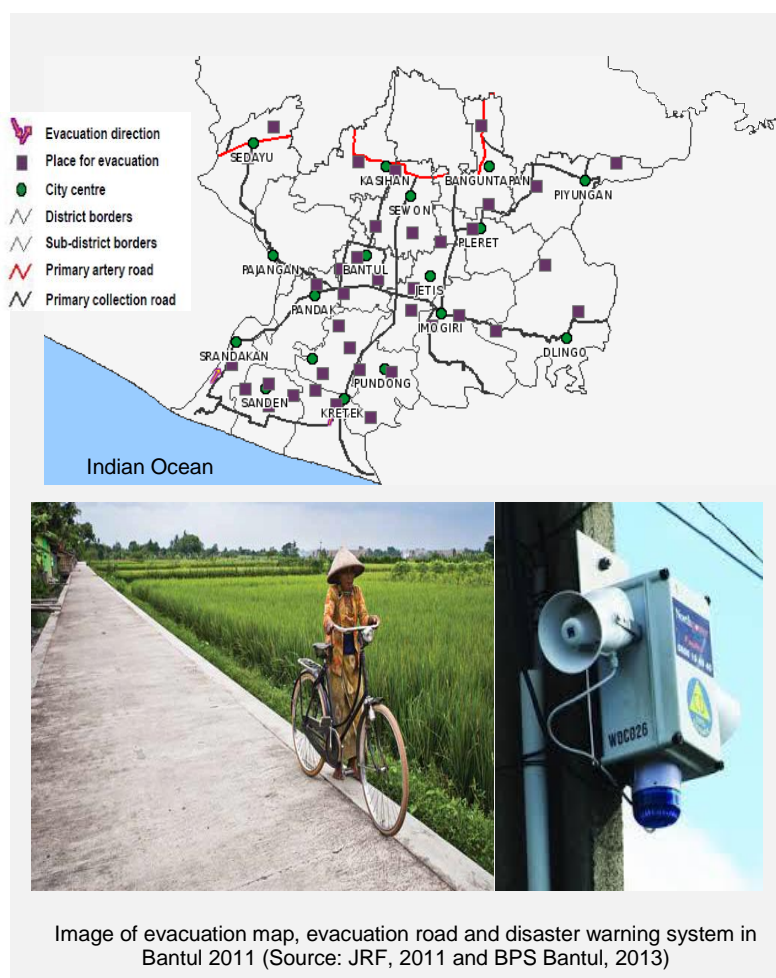 Evacuation direction
Place for evacuation
City centre
District borders
Sub-district borders
Primary artery road
Primary collection road
SEDAYU
KASIHAN
BANGUNTAPAN
PIYUNGAN
SEWON
PLERET
PAJANGAN
BANTUL
JETIS
PANDAK
IMOGIRI
SRANDAKAN
DLINGO
PUNDONG
SANDEN
KRETEK
Indian Ocean
WDC026
Image of evacuation map, evacuation road and disaster warning system in
Bantul 2011 (Source: JRF, 2011 and BPS Bantul, 2013)